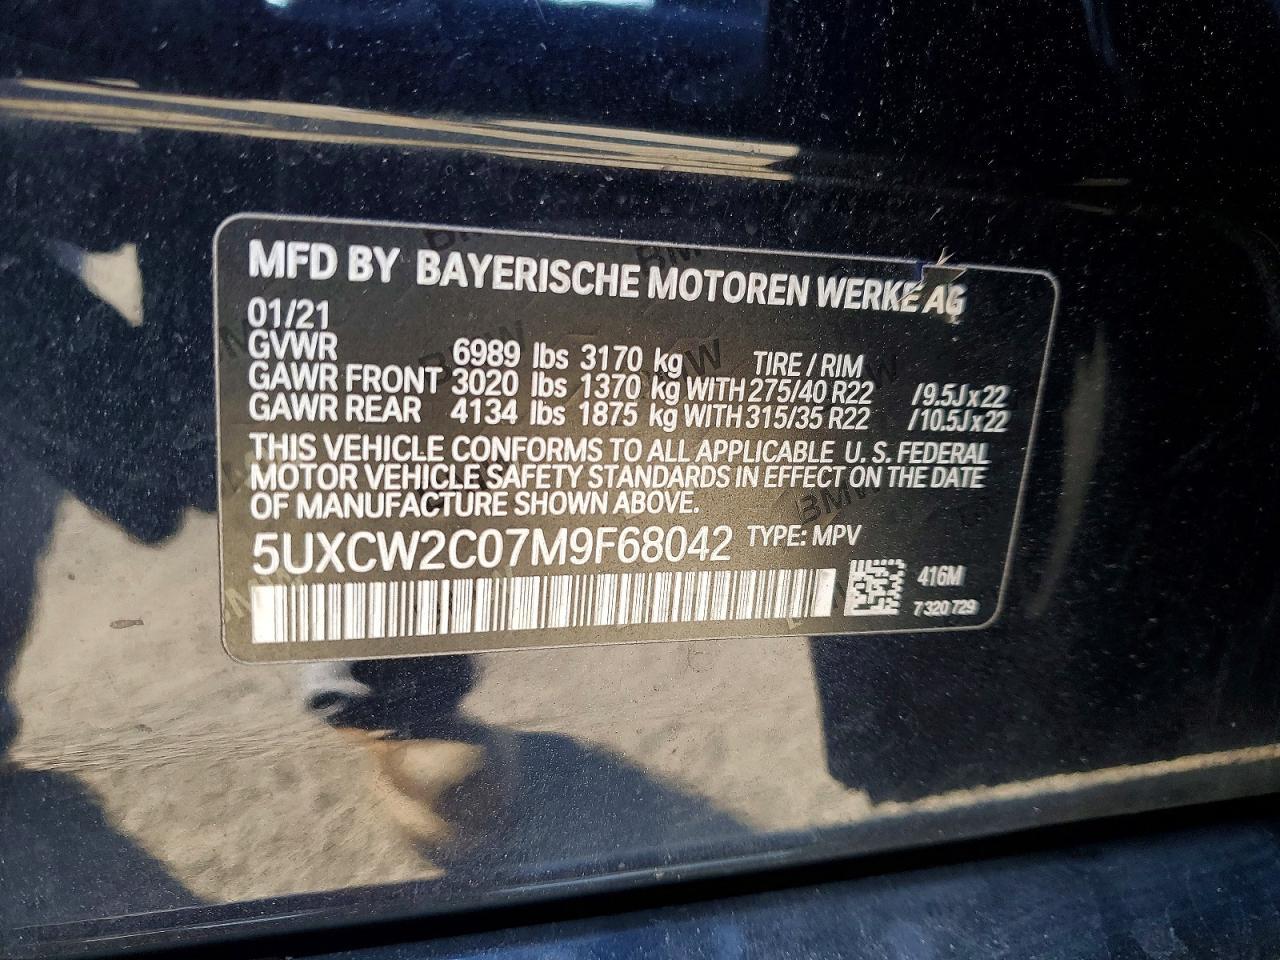 MFD BY BAYERISCHE MOTOREN WERKE AG
01/21
GVWR 6989 lbs 3170 kg TIRE / RIM
GAWR FRONT 3020 lbs 1370 kg WITH 275/40 R22 /9.5Jx22
GAWR REAR 4134 lbs 1875 kg WITH 315/35 R22 /10.5Jx22
THIS VEHICLE CONFORMS TO ALL APPLICABLE U. S. FEDERAL
MOTOR VEHICLE SAFETY STANDARDS IN EFFECT ON THE DATE
OF MANUFACTURE SHOWN ABOVE.
5UXCW2C07M9F68042 TYPE: MPV
416M
7 320 729